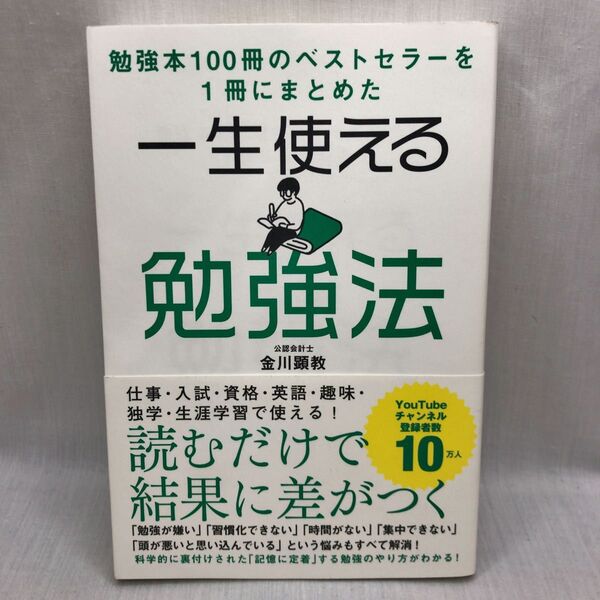 勉強本100冊のベストセラーを
1冊にまとめた
一生使える
勉強法
公認会計士
金川顕教
仕事・入試・資格・英語・趣味・
独学・生涯学習で使える！
読むだけで
結果に差がつく
YouTube
チャンネル
登録者数
10万人
「勉強が嫌い」「習慣化できない」「時間がない」「集中できない」
「頭が悪いと思い込んでいる」という悩みもすべて解消！
科学的に裏付けされた「記憶に定着」する勉強のやり方がわかる！